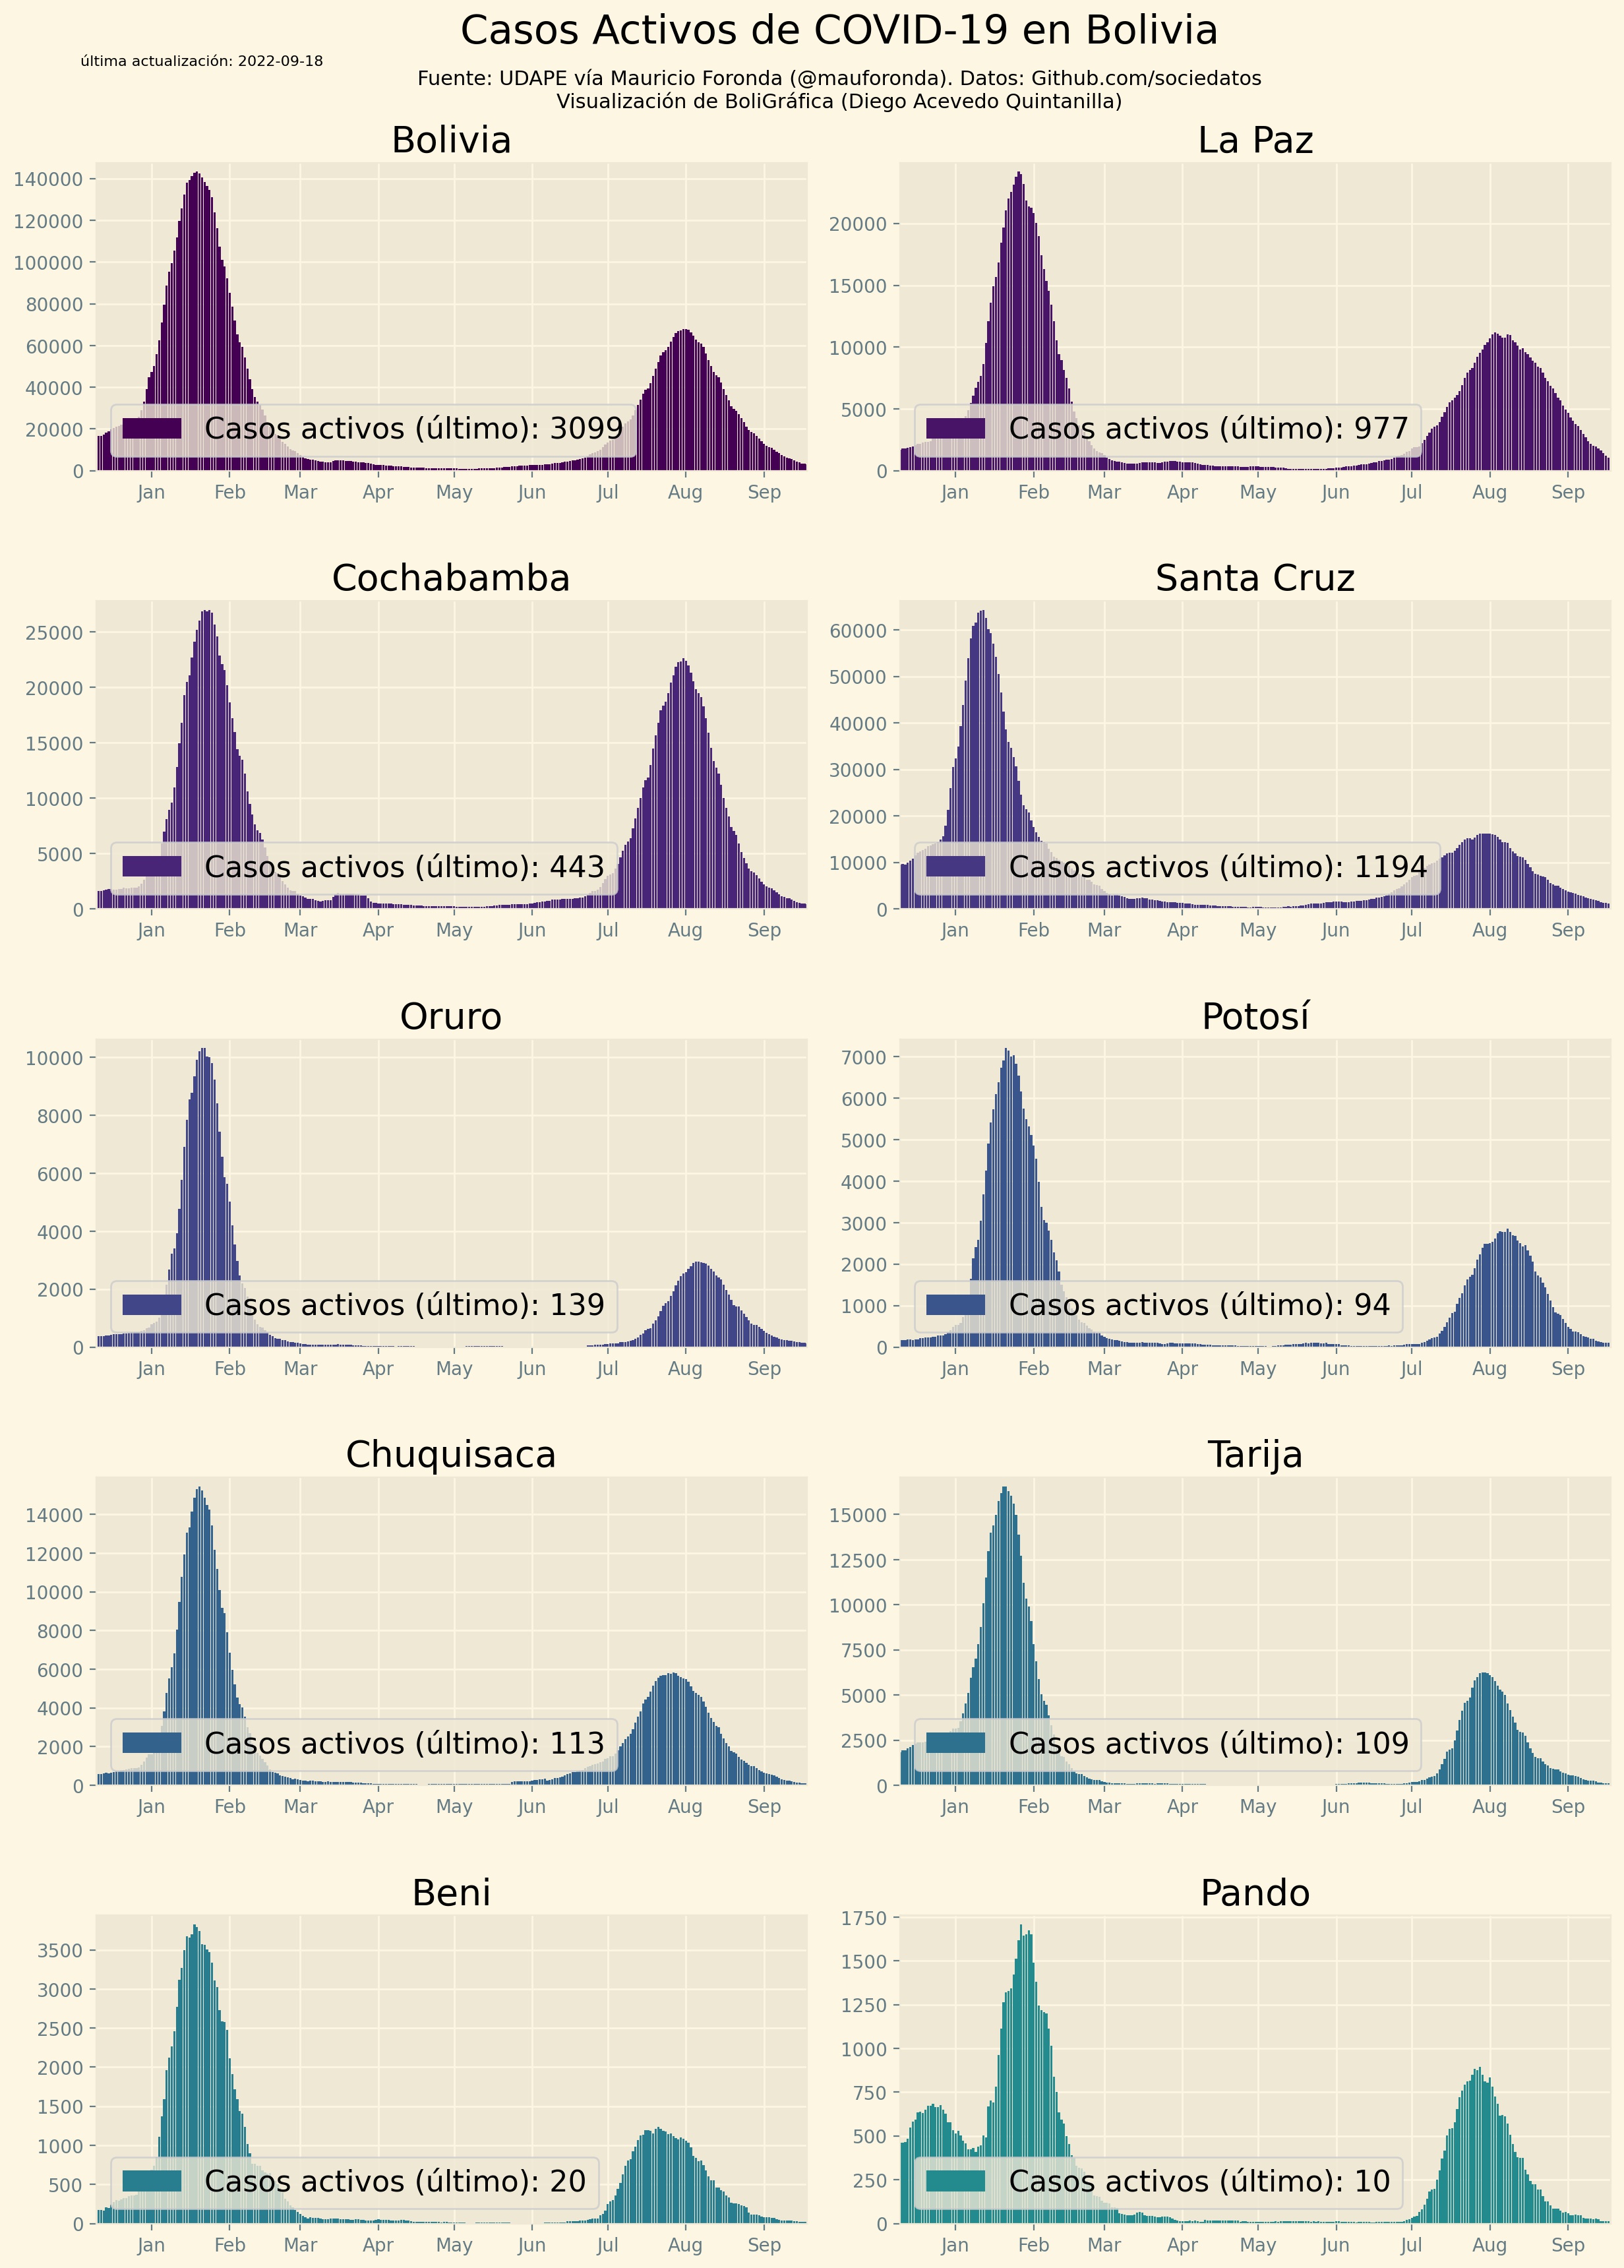 Casos Activos de COVID-19 en Bolivia
última actualización: 2022-09-18
Fuente: UDAPE vía Mauricio Foronda (@mauforonda). Datos: Github.com/sociedatos
Visualización de BoliGráfica (Diego Acevedo Quintanilla)
Bolivia
140000
120000
100000
80000
60000
40000
20000
0
Casos activos (último): 3099
Jan Feb Mar Apr May Jun Jul Aug Sep
La Paz
20000
15000
10000
5000
0
Casos activos (último): 977
Jan Feb Mar Apr May Jun Jul Aug Sep
Cochabamba
25000
20000
15000
10000
5000
0
Casos activos (último): 443
Jan Feb Mar Apr May Jun Jul Aug Sep
Santa Cruz
60000
50000
40000
30000
20000
10000
0
Casos activos (último): 1194
Jan Feb Mar Apr May Jun Jul Aug Sep
Oruro
10000
8000
6000
4000
2000
0
Casos activos (último): 139
Jan Feb Mar Apr May Jun Jul Aug Sep
Potosí
7000
6000
5000
4000
3000
2000
1000
0
Casos activos (último): 94
Jan Feb Mar Apr May Jun Jul Aug Sep
Chuquisaca
14000
12000
10000
8000
6000
4000
2000
0
Casos activos (último): 113
Jan Feb Mar Apr May Jun Jul Aug Sep
Tarija
15000
12500
10000
7500
5000
2500
0
Casos activos (último): 109
Jan Feb Mar Apr May Jun Jul Aug Sep
Beni
3500
3000
2500
2000
1500
1000
500
0
Casos activos (último): 20
Jan Feb Mar Apr May Jun Jul Aug Sep
Pando
1750
1500
1250
1000
750
500
250
0
Casos activos (último): 10
Jan Feb Mar Apr May Jun Jul Aug Sep